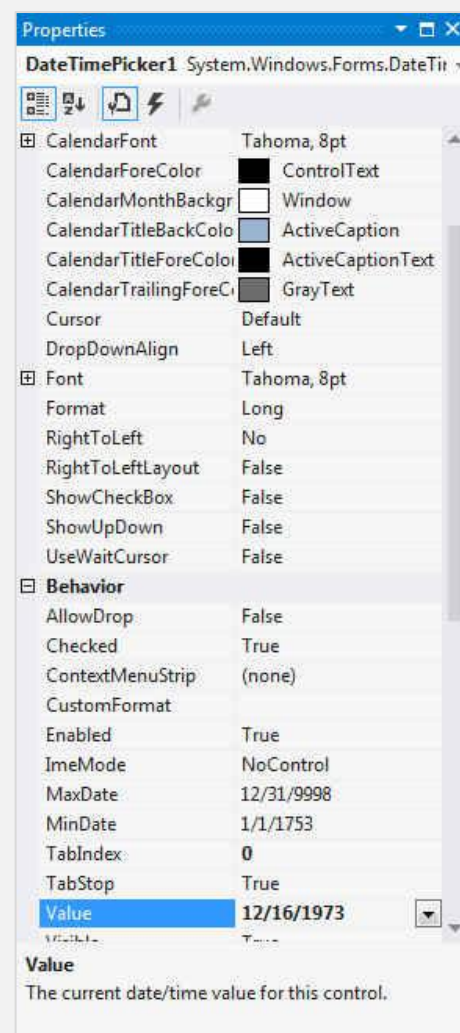 Properties
DateTimePicker1 System.Windows.Forms.DateTi
CalendarFont Tahoma, 8pt
CalendarForeColor ControlText
CalendarMonthBackgr Window
CalendarTitleBackColo ActiveCaption
CalendarTitleForeColo ActiveCaptionText
CalendarTrailingForeC GrayText
Cursor Default
DropDownAlign Left
Font Tahoma, 8pt
Format Long
RightToLeft No
RightToLeftLayout False
ShowCheckBox False
ShowUpDown False
UseWaitCursor False
Behavior
AllowDrop False
Checked True
ContextMenuStrip (none)
CustomFormat
Enabled True
ImeMode NoControl
MaxDate 12/31/9998
MinDate 1/1/1753
TabIndex 0
TabStop True
Value 12/16/1973
Visible True
Value
The current date/time value for this control.